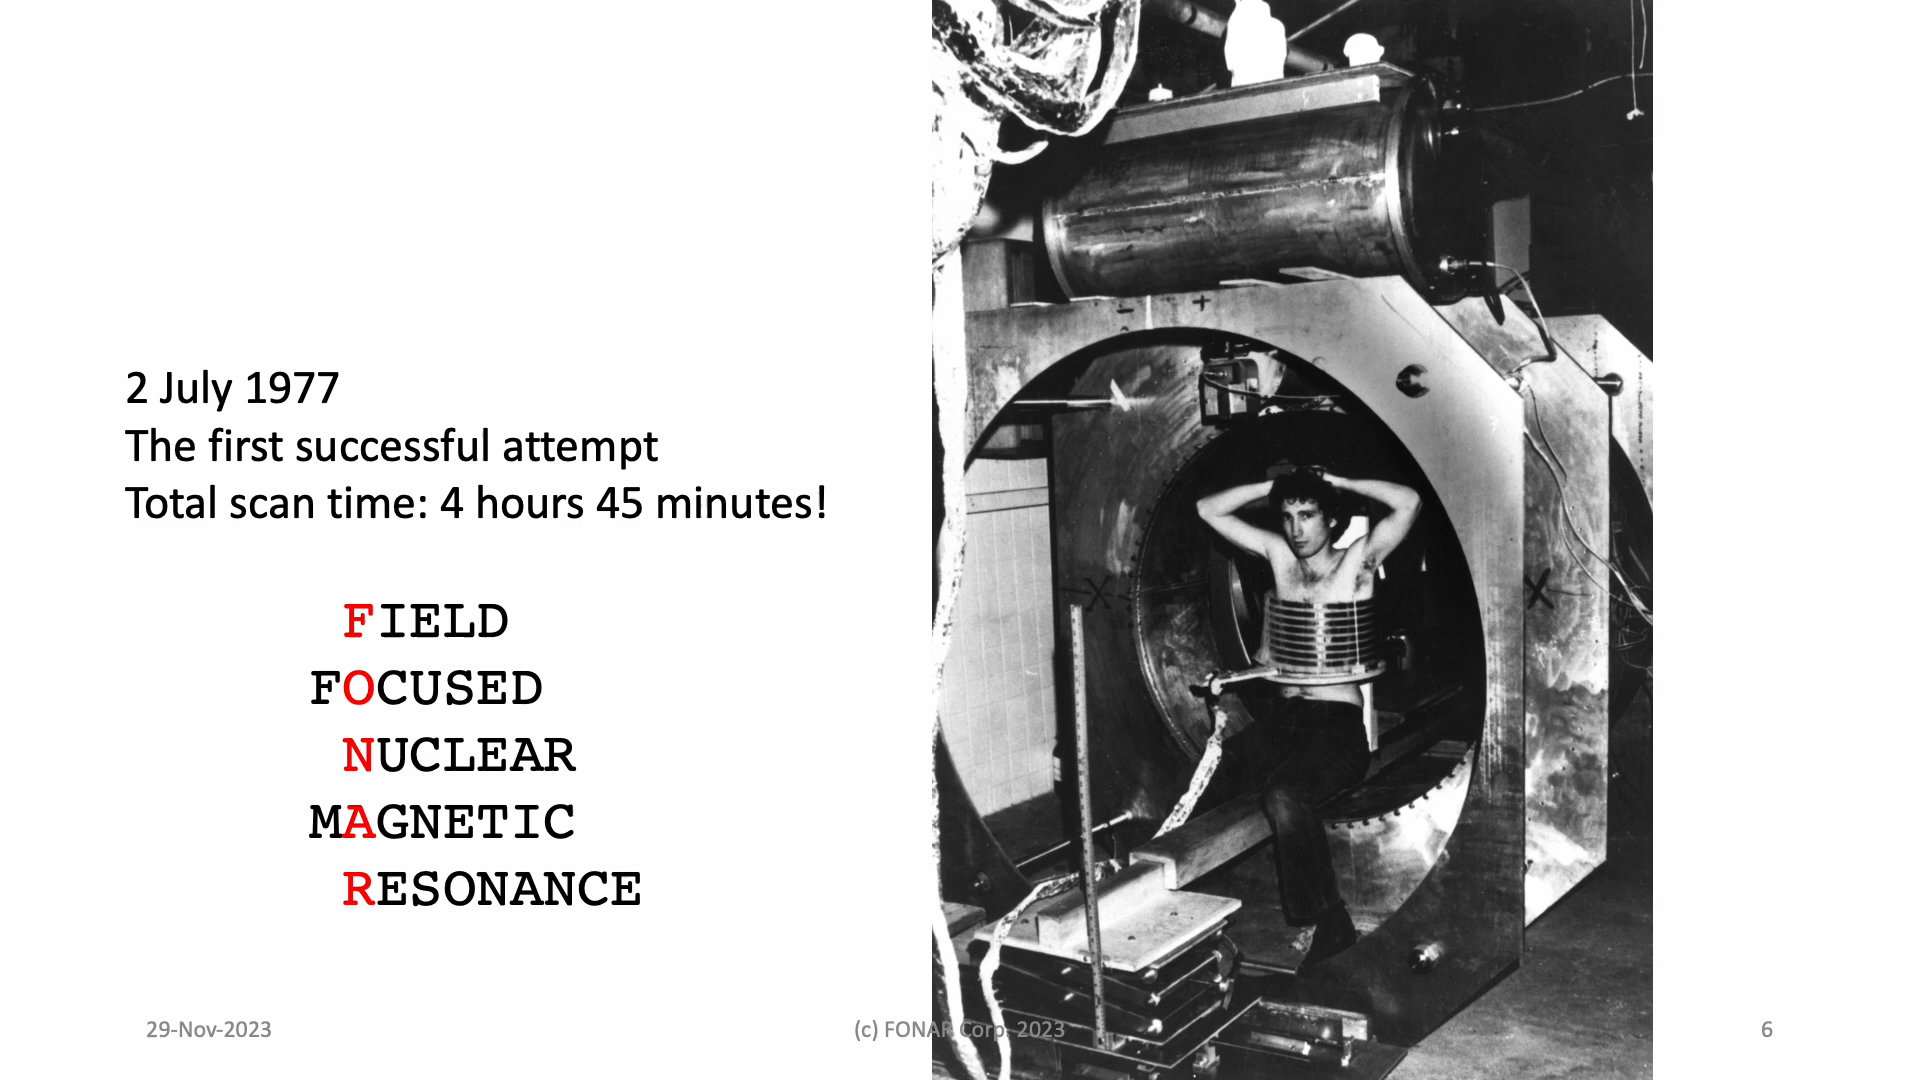 2 July 1977
The first successful attempt
Total scan time: 4 hours 45 minutes!
FIELD
FOCUSED
NUCLEAR
MAGNETIC
RESONANCE
- +
X
X
29-Nov-2023
(c) FONAR Corp. 2023
6